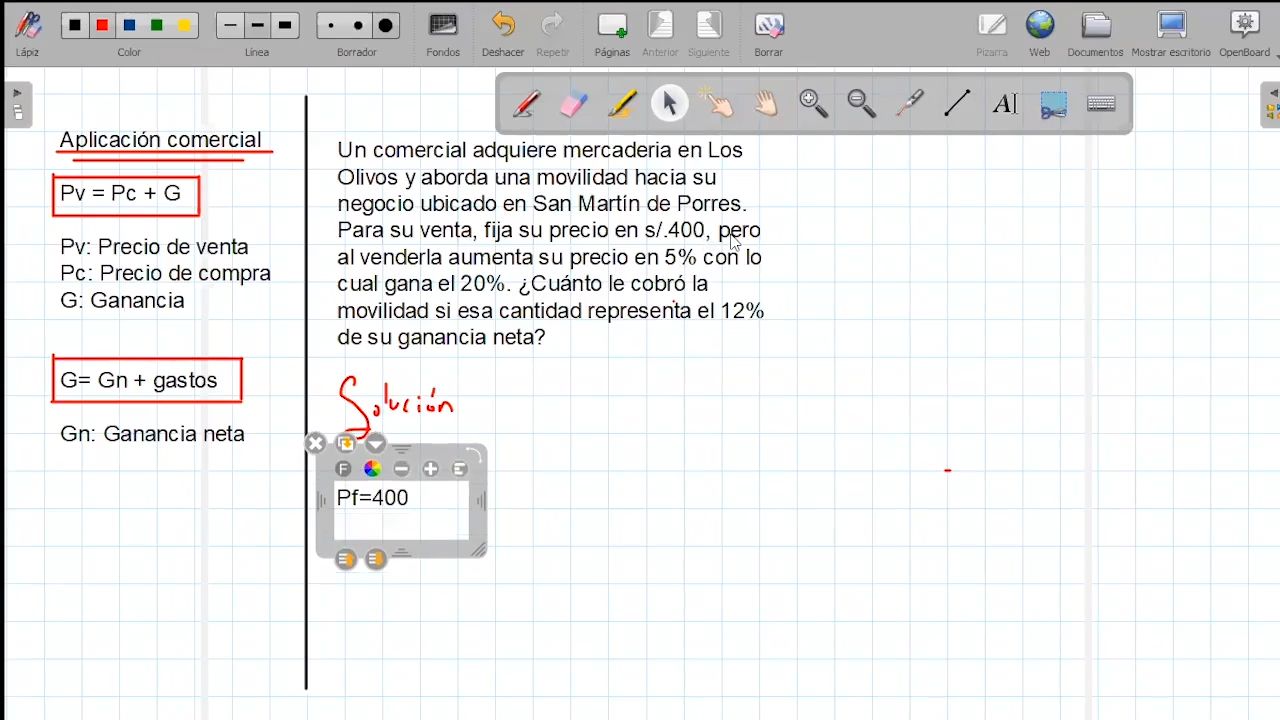 Lápiz
Color
Línea
Borrador
Fondos
Deshacer
Repetir
Páginas
Anterior
Siguiente
Borrar
Pizarra
Web
Documentos
Mostrar escritorio
OpenBoard
Aplicación comercial
Pv = Pc + G
Pv: Precio de venta
Pc: Precio de compra
G: Ganancia
G= Gn + gastos
Gn: Ganancia neta
Un comercial adquiere mercaderia en Los
Olivos y aborda una movilidad hacia su
negocio ubicado en San Martín de Porres.
Para su venta, fija su precio en s/.400, pero
al venderla aumenta su precio en 5% con lo
cual gana el 20%. ¿Cuánto le cobró la
movilidad si esa cantidad representa el 12%
de su ganancia neta?
Solución
Pf=400